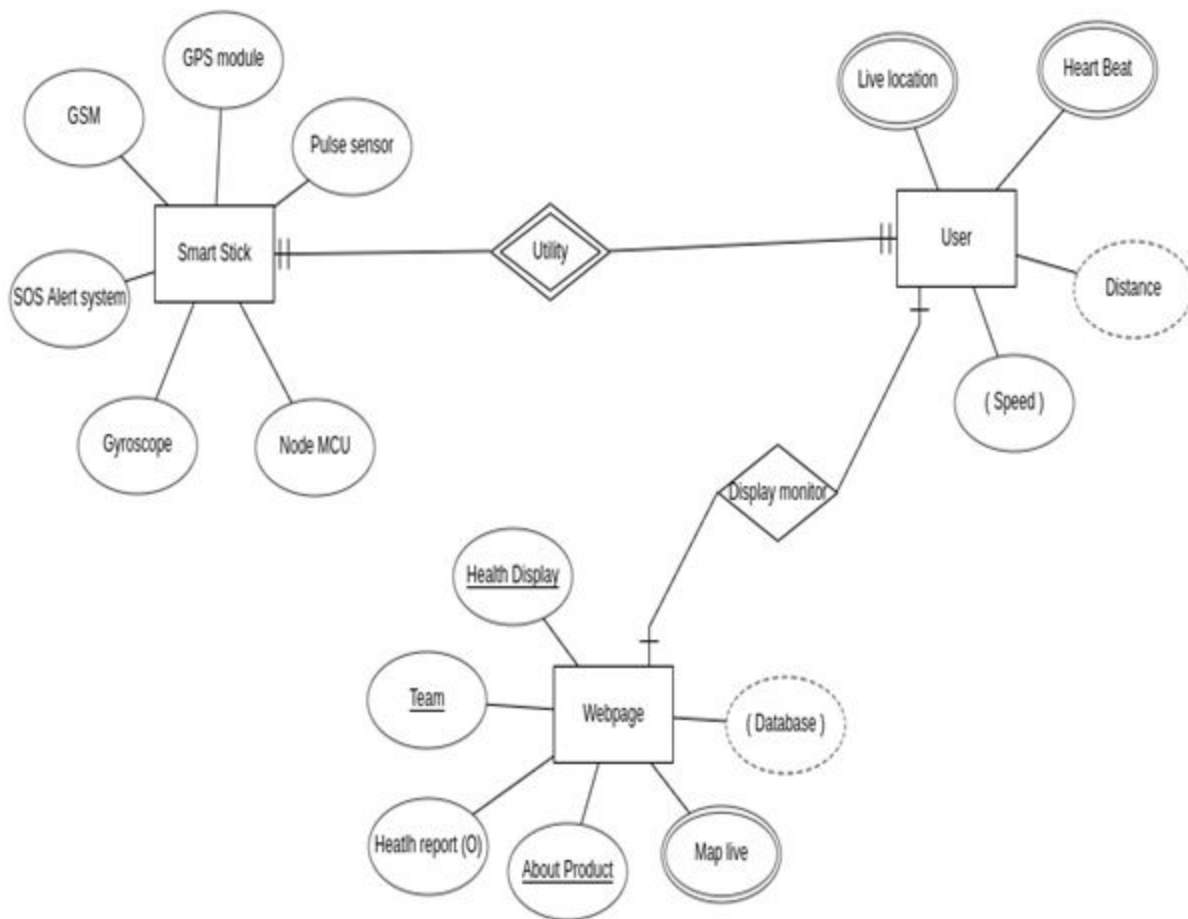 GPS module
Live location
Heart Beat
GSM
Pulse sensor
Smart Stick
Utility
User
SOS Alert system
Distance
( Speed )
Gyroscope
Node MCU
Display monitor
Health Display
Team
Webpage
( Database )
Heatlh report (O)
About Product
Map live